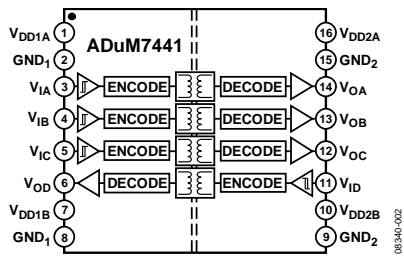 ADuM7441
VDD1A 1 16 VDD2A
GND1 2 15 GND2
VIA 3 ENCODE DECODE 14 VOA
VIB 4 ENCODE DECODE 13 VOB
VIC 5 ENCODE DECODE 12 VOC
VOD 6 DECODE ENCODE 11 VID
VDD1B 7 10 VDD2B
GND1 8 9 GND2
08340-002